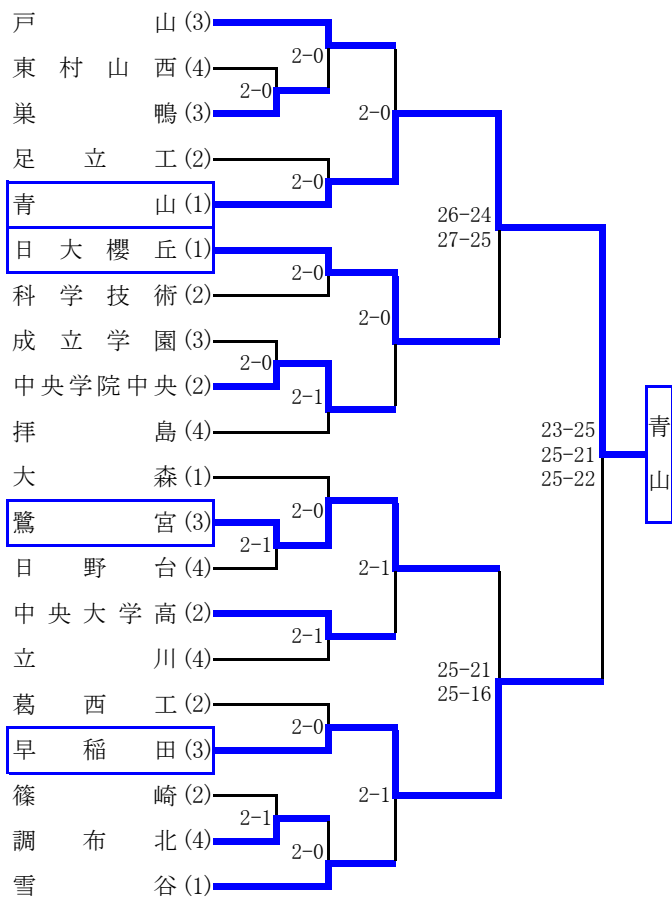 戸山(3)
東村山西(4)
巣鴨(3)
足立工(2)
青山(1)
日大櫻丘(1)
科学技術(2)
成立学園(3)
中央学院中央(2)
拝島(4)
大森(1)
鷺宮(3)
日野台(4)
中央大学高(2)
立川(4)
葛西工(2)
早稲田(3)
篠崎(2)
調布北(4)
雪谷(1)
2-0
2-0
2-0
2-0
2-0
2-0
2-0
2-1
2-0
2-1
2-1
2-1
2-0
2-1
2-0
2-1
26-24
27-25
25-21
25-16
23-25
25-21
25-22
青山